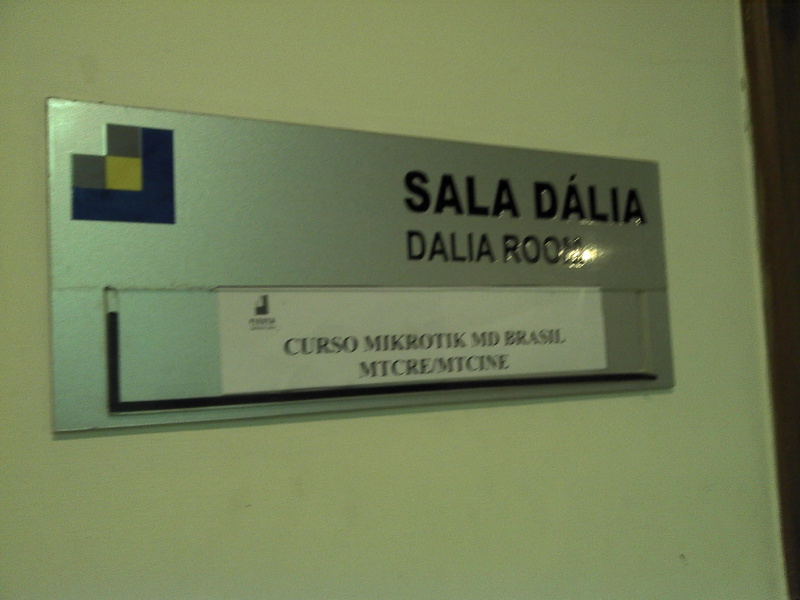 SALA DÁLIA
DALIA ROOM
CURSO MIKROTIK MD BRASIL
MTCRE/MTCINE